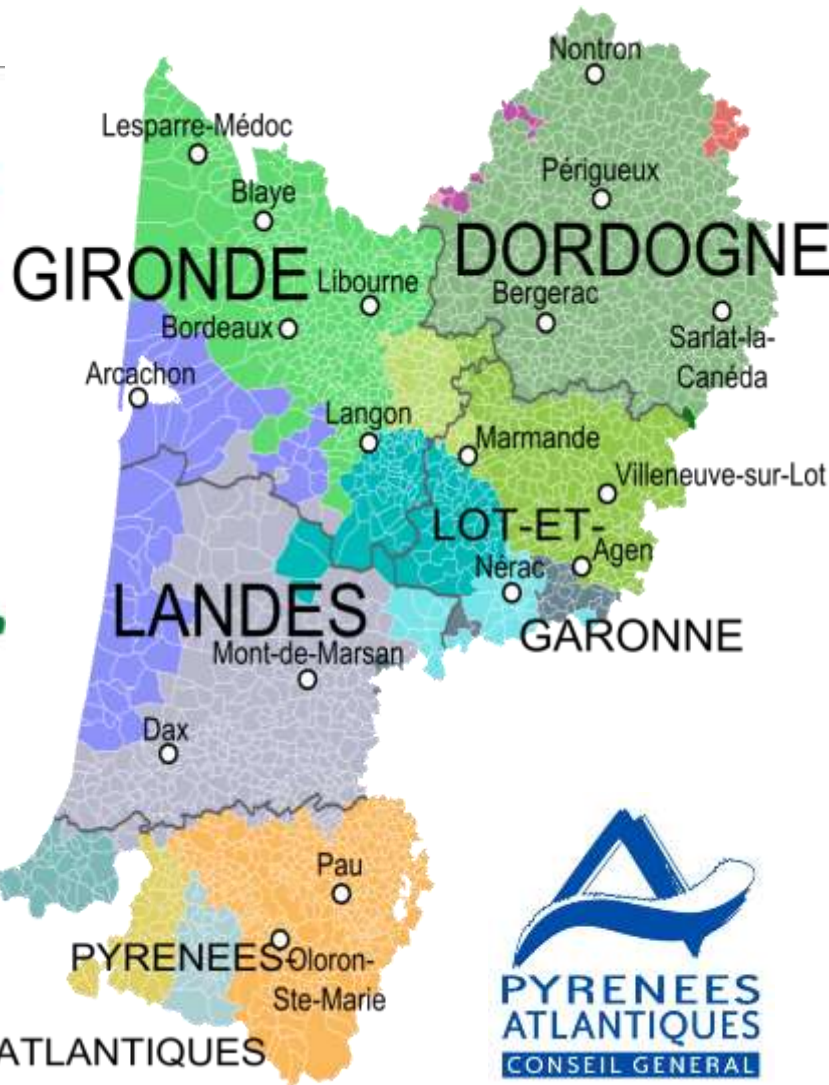 Nontron
Lesparre-Médoc
Périgueux
Blaye
DORDOGNE
GIRONDE
Libourne
Bergerac
Bordeaux
Sarlat-la-
Canéda
Arcachon
Langon
Marmande
Villeneuve-sur-Lot
LOT-ET-
Agen
Nérac
LANDES
GARONNE
Mont-de-Marsan
Dax
Pau
PYRENEES-
Oloron-
Ste-Marie
ATLANTIQUES
PYRENEES
ATLANTIQUES
CONSEIL GENERAL